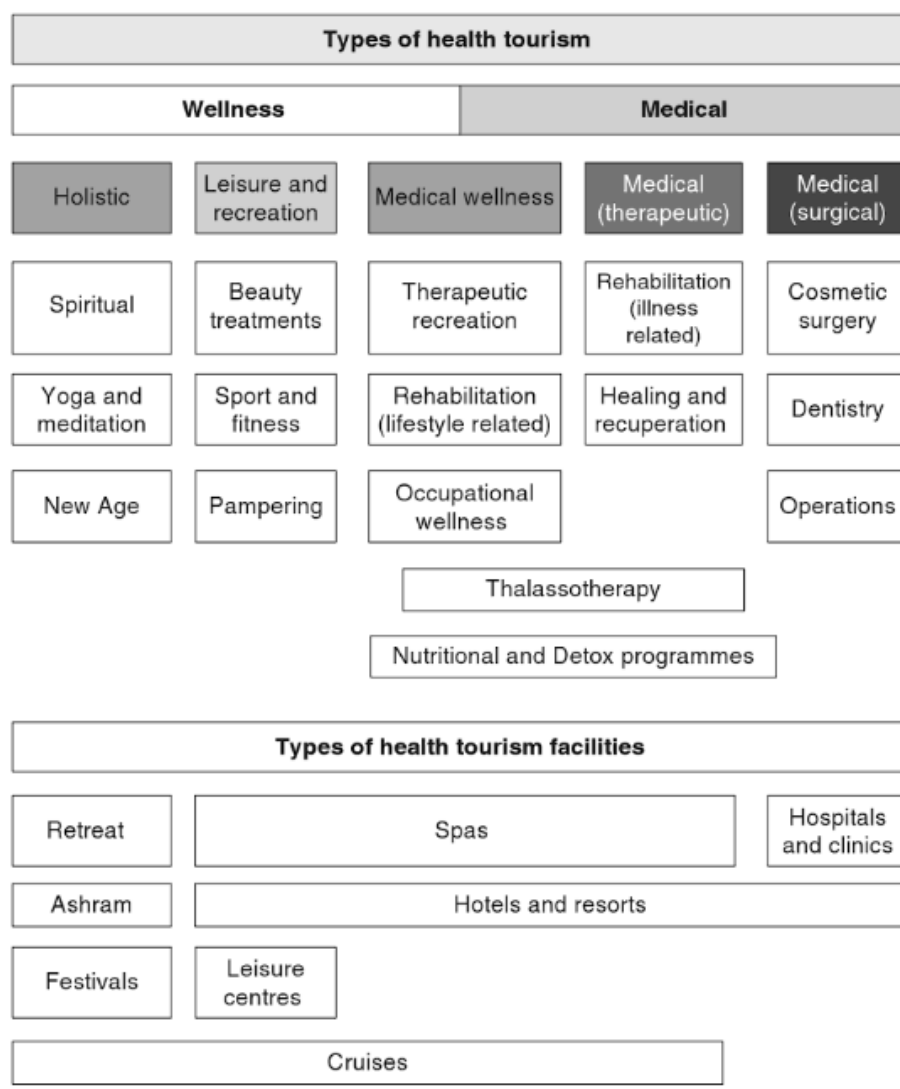 Types of health tourism
Wellness
Medical
Holistic
Leisure and
recreation
Medical wellness
Medical
(therapeutic)
Medical
(surgical)
Spiritual
Beauty
treatments
Therapeutic
recreation
Rehabilitation
(illness
related)
Cosmetic
surgery
Yoga and
meditation
Sport and
fitness
Rehabilitation
(lifestyle related)
Healing and
recuperation
Dentistry
New Age
Pampering
Occupational
wellness
Operations
Thalassotherapy
Nutritional and Detox programmes
Types of health tourism facilities
Retreat
Spas
Hospitals
and clinics
Ashram
Hotels and resorts
Festivals
Leisure
centres
Cruises